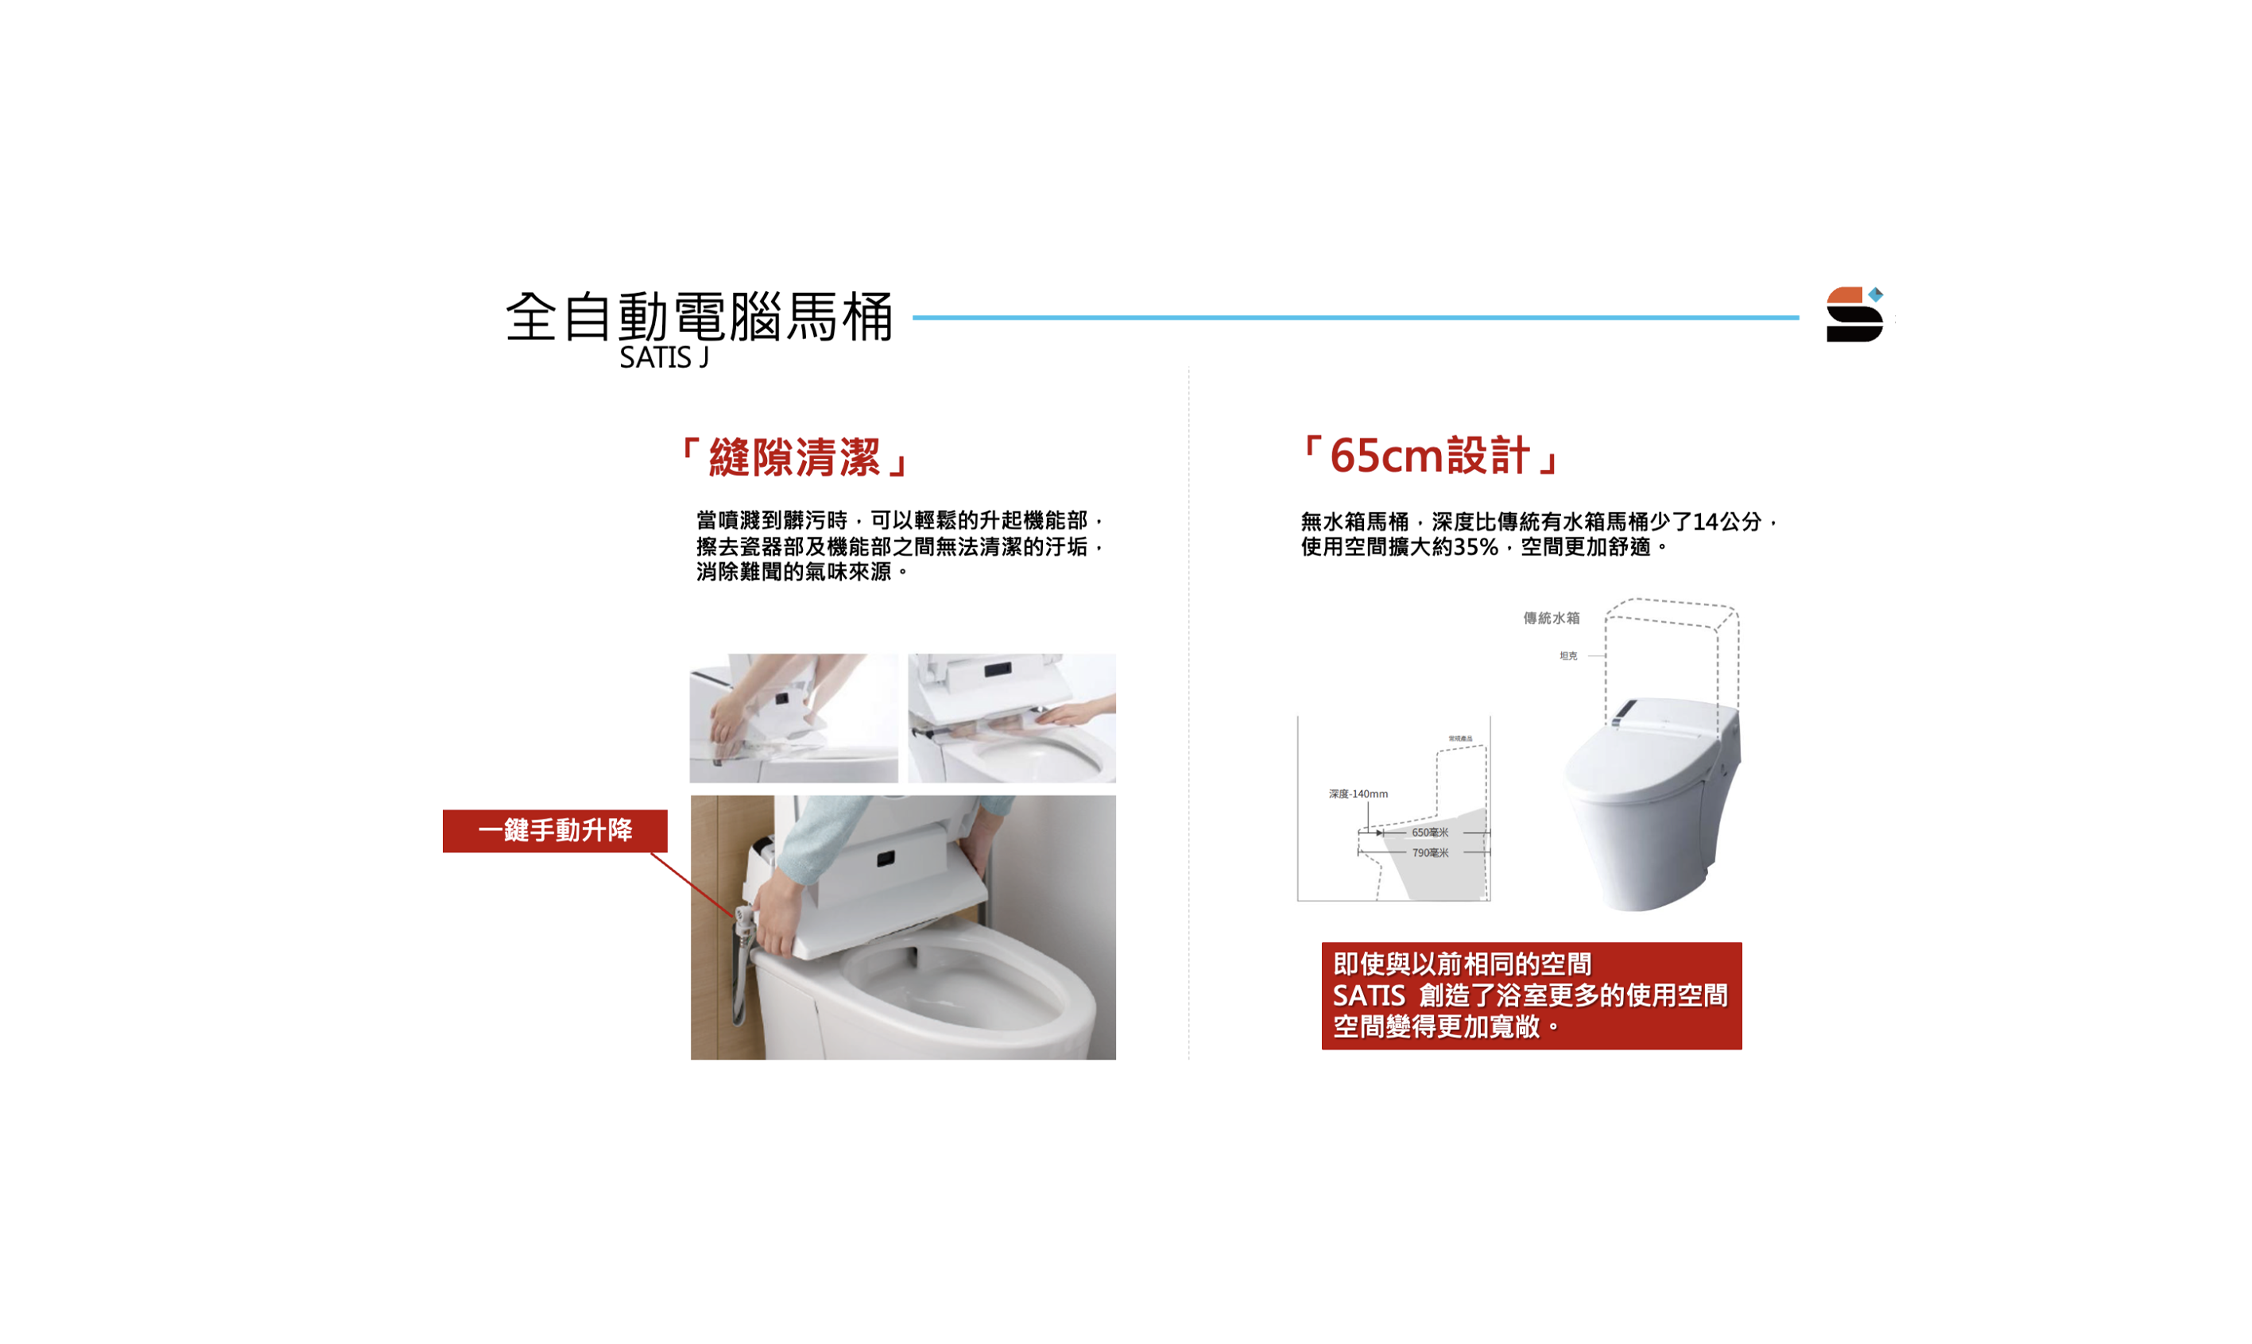 全自動電腦馬桶
SATIS J
「縫隙清潔」
當噴濺到髒污時，可以輕鬆的升起機能部，
擦去瓷器部及機能部之間無法清潔的汙垢，
消除難聞的氣味來源。
一鍵手動升降
「65cm設計」
無水箱馬桶，深度比傳統有水箱馬桶少了14公分，
使用空間擴大約35%，空間更加舒適。
傳統水箱
坦克
深度-140mm
650毫米
790毫米
即使與以前相同的空間
SATIS 創造了浴室更多的使用空間
空間變得更加寬敞。